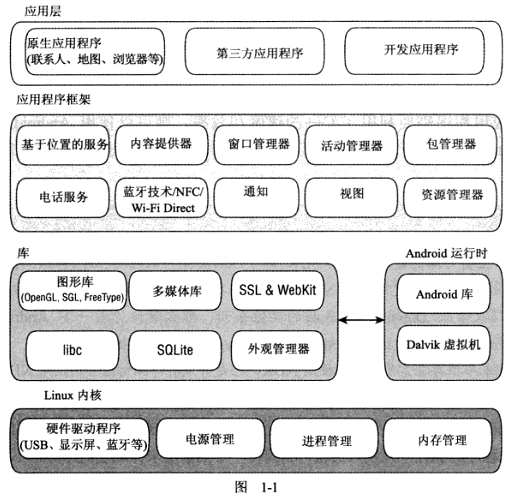 应用层
原生应用程序
(联系人、地图、浏览器等)
第三方应用程序
开发应用程序
应用程序框架
基于位置的服务
内容提供器
窗口管理器
活动管理器
包管理器
电话服务
蓝牙技术/NFC/
Wi-Fi Direct
通知
视图
资源管理器
库
图形库
(OpenGL, SGL, FreeType)
多媒体库
SSL & WebKit
libc
SQLite
外观管理器
Android 运行时
Android 库
Dalvik 虚拟机
Linux 内核
硬件驱动程序
(USB、显示屏、蓝牙等)
电源管理
进程管理
内存管理
图 1-1